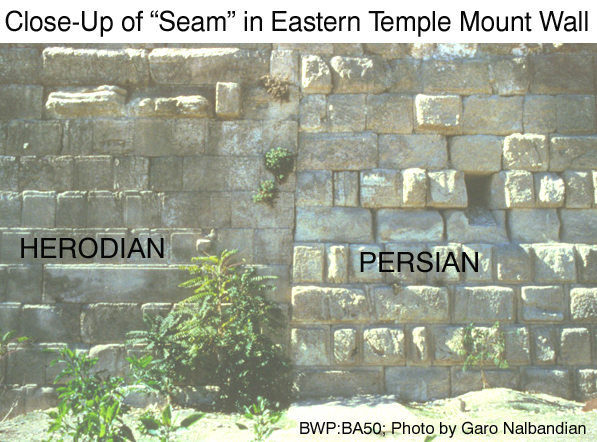 Close-Up of “Seam” in Eastern Temple Mount Wall
HERODIAN
PERSIAN
BWP:BA50; Photo by Garo Nalbandian